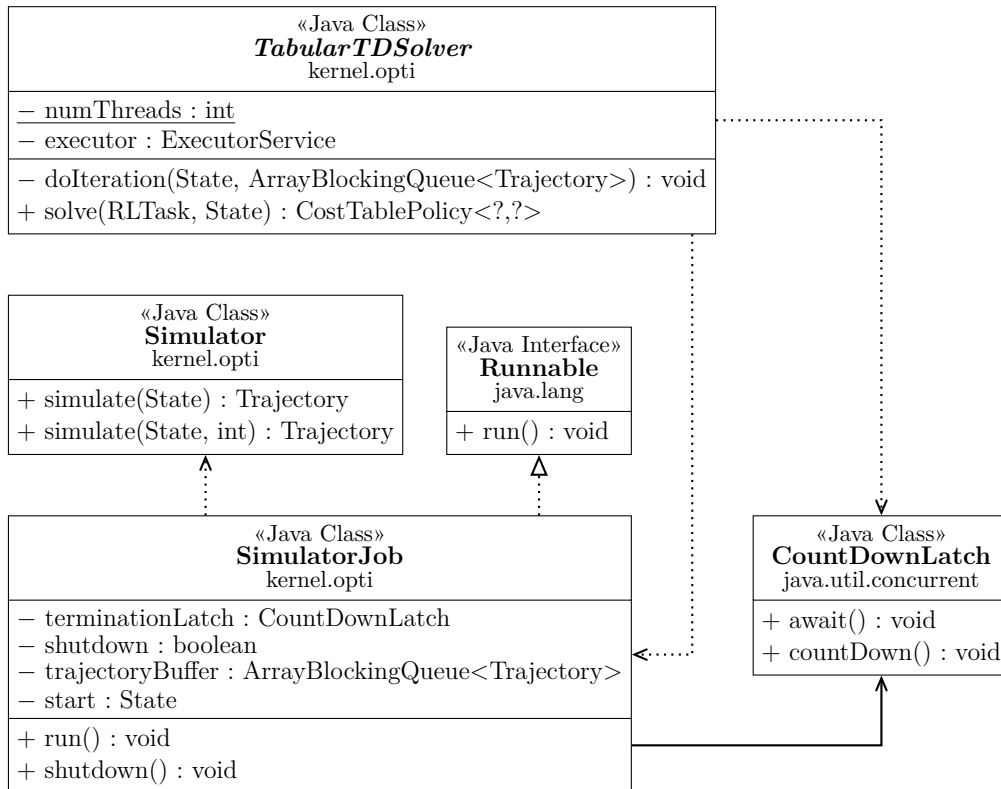 «Java Class»
TabularTDSolver
kernel.opti
− numThreads : int
− executor : ExecutorService
− doIteration(State, ArrayBlockingQueue<Trajectory>) : void
+ solve(RLTask, State) : CostTablePolicy<?,?>
«Java Class»
Simulator
kernel.opti
+ simulate(State) : Trajectory
+ simulate(State, int) : Trajectory
«Java Interface»
Runnable
java.lang
+ run() : void
«Java Class»
SimulatorJob
kernel.opti
− terminationLatch : CountDownLatch
− shutdown : boolean
− trajectoryBuffer : ArrayBlockingQueue<Trajectory>
− start : State
+ run() : void
+ shutdown() : void
«Java Class»
CountDownLatch
java.util.concurrent
+ await() : void
+ countDown() : void